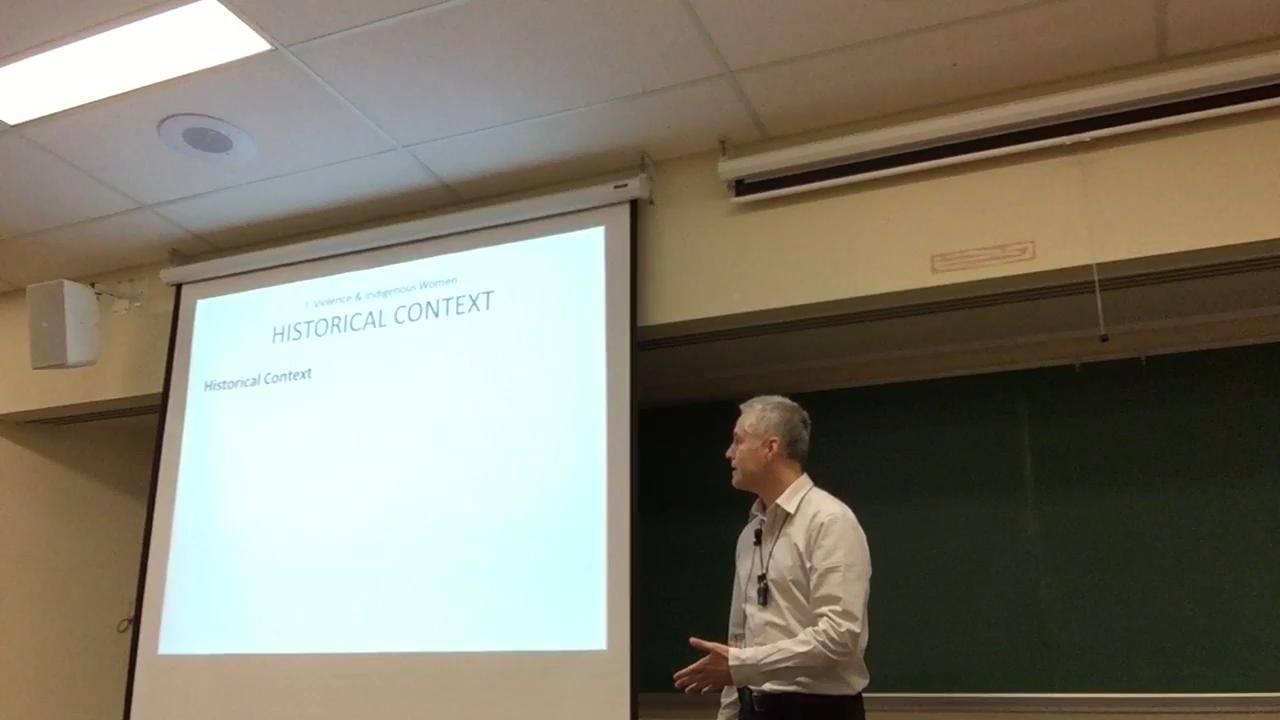 I. Violence & Indigenous Women
HISTORICAL CONTEXT
Historical Context